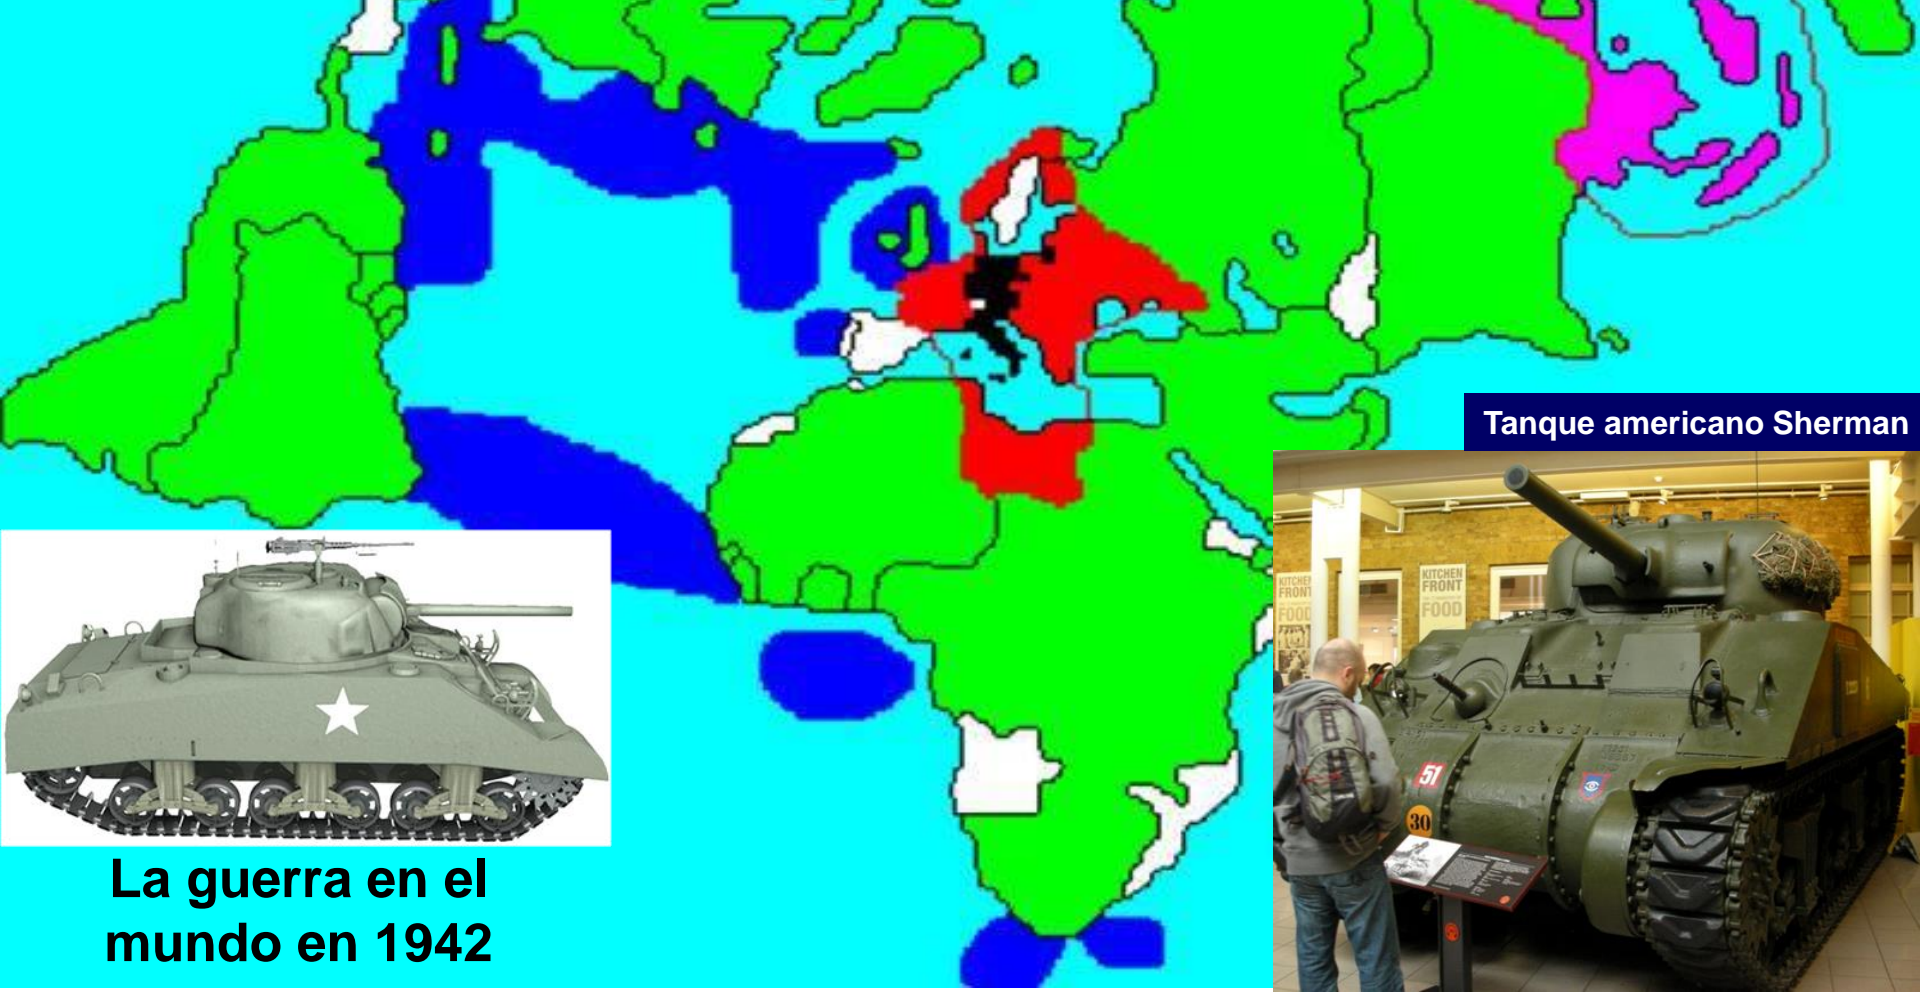 Tanque americano Sherman
KITCHEN
FRONT
FOOD
KITCHEN
FRONT
FOOD
51
30
La guerra en el
mundo en 1942